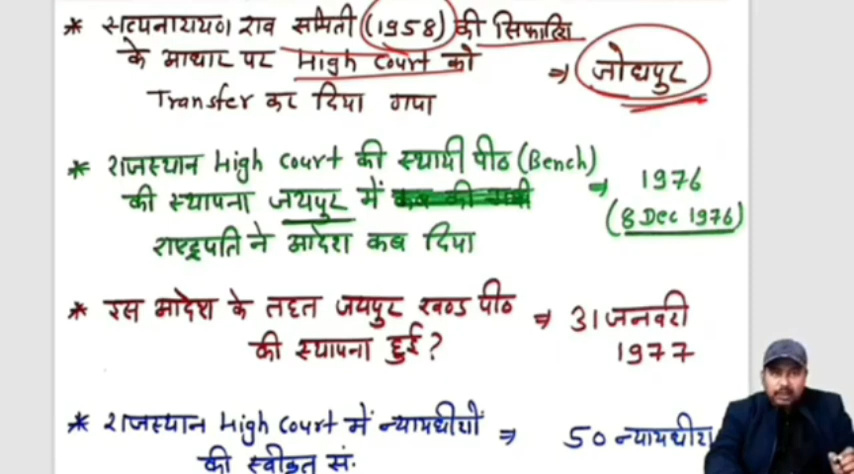 * सत्यनारायण राव समिती (1958) की सिफारिश
के आधार पर High Court को ⇒ जोधपुर
Transfer कर दिया गया
* राजस्थान High Court की स्थायी पीठ (Bench) ⇒ 1976
की स्थापना जयपुर में (8 Dec 1976)
राष्ट्रपति ने आदेश कब दिया
* इस आदेश के तहत जयपुर खण्ड पीठ ⇒ 31 जनवरी
की स्थापना हुई? 1977
* राजस्थान High Court में न्यायधीशों ⇒ 50 न्यायधीश
की स्वीकृत सं.